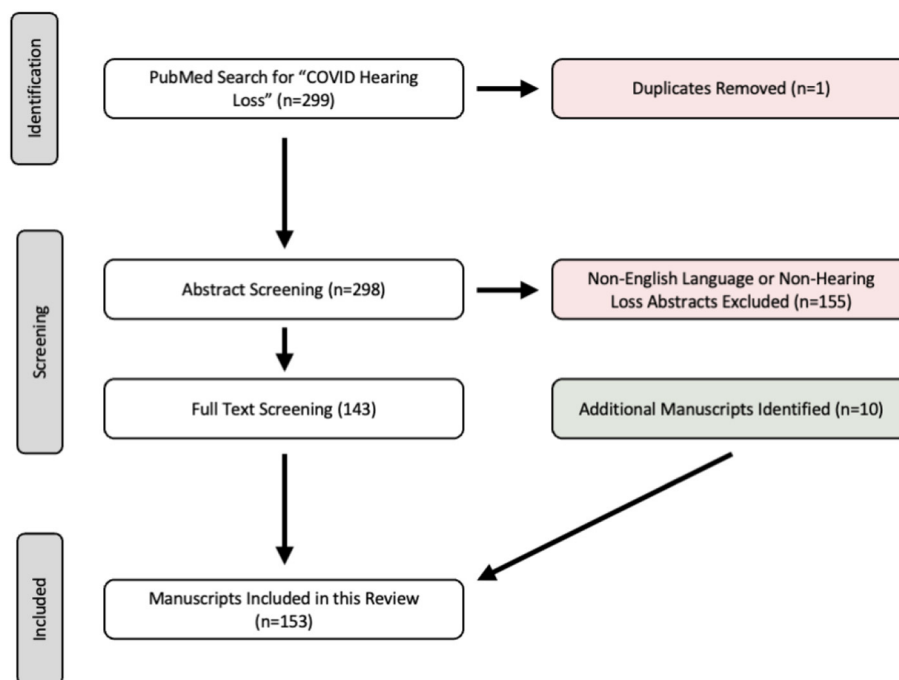 Identification
PubMed Search for “COVID Hearing
Loss” (n=299)
Duplicates Removed (n=1)
Screening
Abstract Screening (n=298)
Non-English Language or Non-Hearing
Loss Abstracts Excluded (n=155)
Full Text Screening (143)
Additional Manuscripts Identified (n=10)
Included
Manuscripts Included in this Review
(n=153)